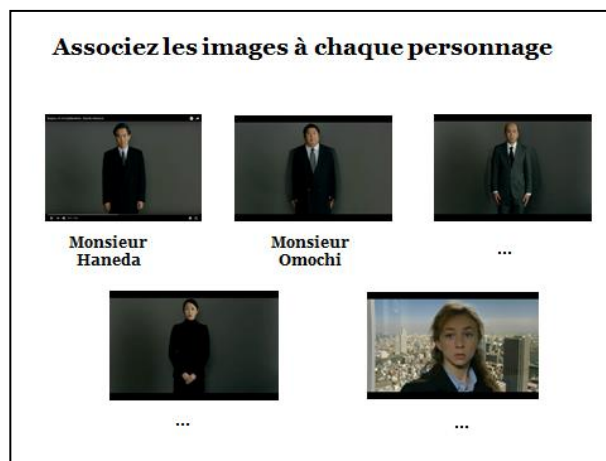 Associez les images à chaque personnage
Monsieur
Haneda
Monsieur
Omochi
...
...
...